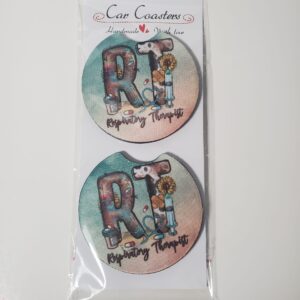 Car Coasters
Handmade With love
RT
Respiratory Therapist
RT
Respiratory Therapist